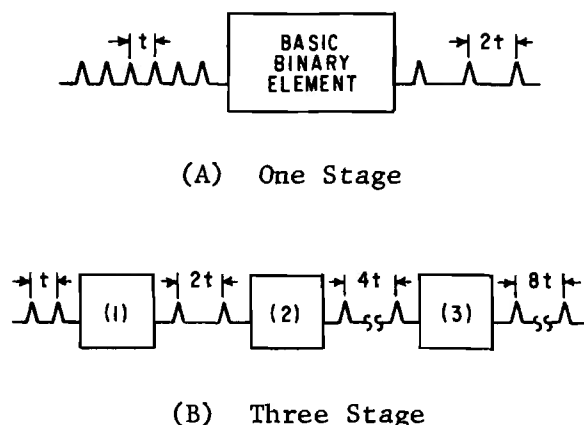 t
BASIC
BINARY
ELEMENT
2t
(A) One Stage
t
(1)
2t
(2)
4t
(3)
8t
(B) Three Stage